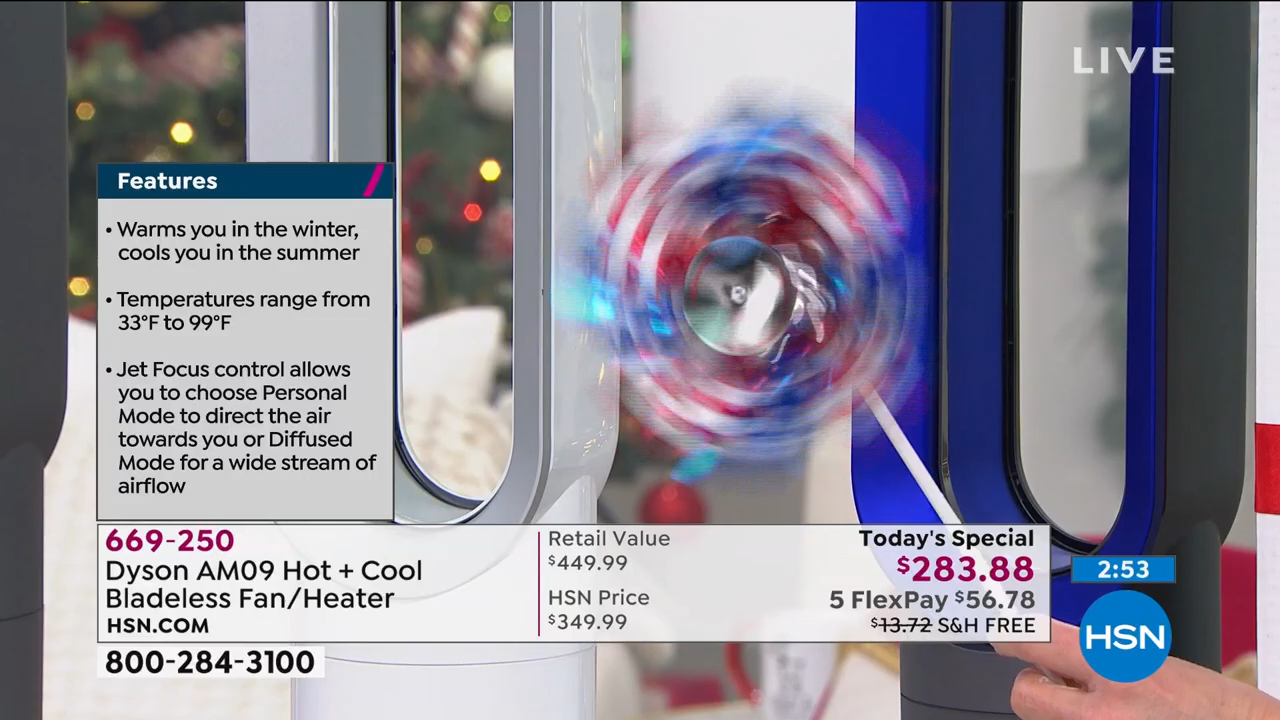 LIVE
Features
• Warms you in the winter,
cools you in the summer
• Temperatures range from
33°F to 99°F
• Jet Focus control allows
you to choose Personal
Mode to direct the air
towards you or Diffused
Mode for a wide stream of
airflow
669-250
Dyson AM09 Hot + Cool
Bladeless Fan/Heater
HSN.COM
Retail Value
$449.99
HSN Price
$349.99
Today's Special
$283.88
5 FlexPay $56.78
$13.72 S&H FREE
2:53
HSN
800-284-3100